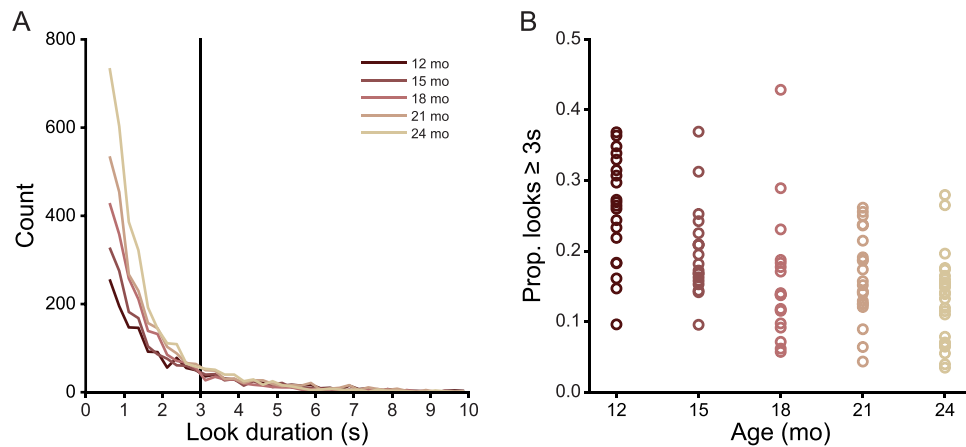 A
800
600
400
200
0
Count
0 1 2 3 4 5 6 7 8 9 10
Look duration (s)
12 mo
15 mo
18 mo
21 mo
24 mo
B
0.5
0.4
0.3
0.2
0.1
0.0
Prop. looks ≥ 3s
12 15 18 21 24
Age (mo)